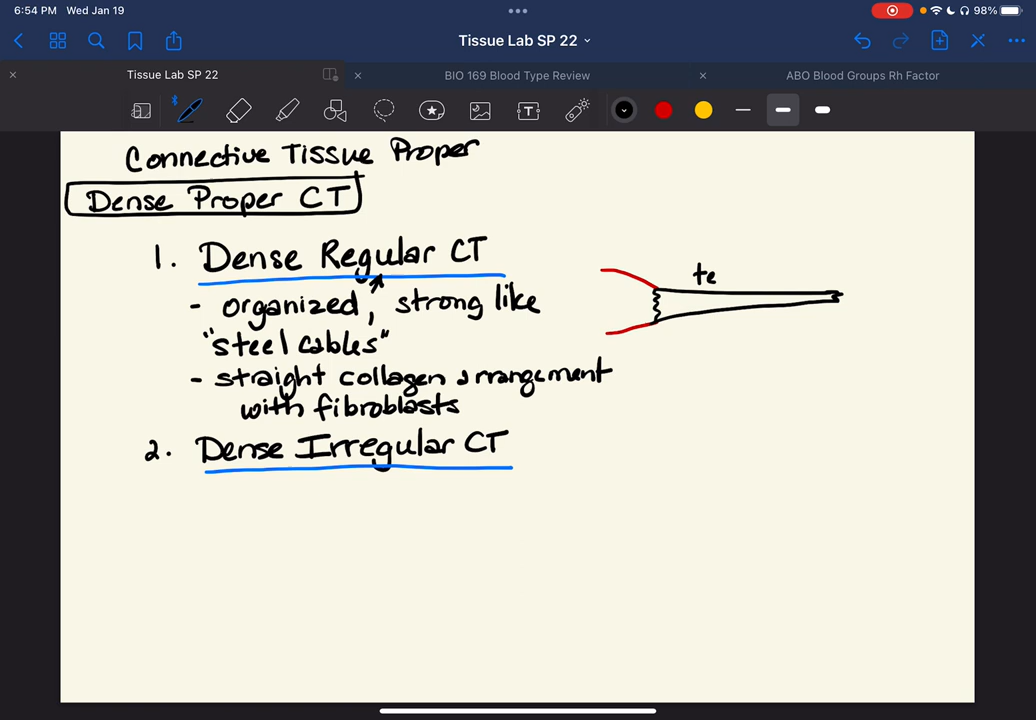 6:54 PM Wed Jan 19
98%
Tissue Lab SP 22
Tissue Lab SP 22
BIO 169 Blood Type Review
ABO Blood Groups Rh Factor
T
Connective Tissue Proper
Dense Proper CT
1. Dense Regular CT
te
- organized, strong like
"steel cables"
- straight collagen arrangement
with fibroblasts
2. Dense Irregular CT